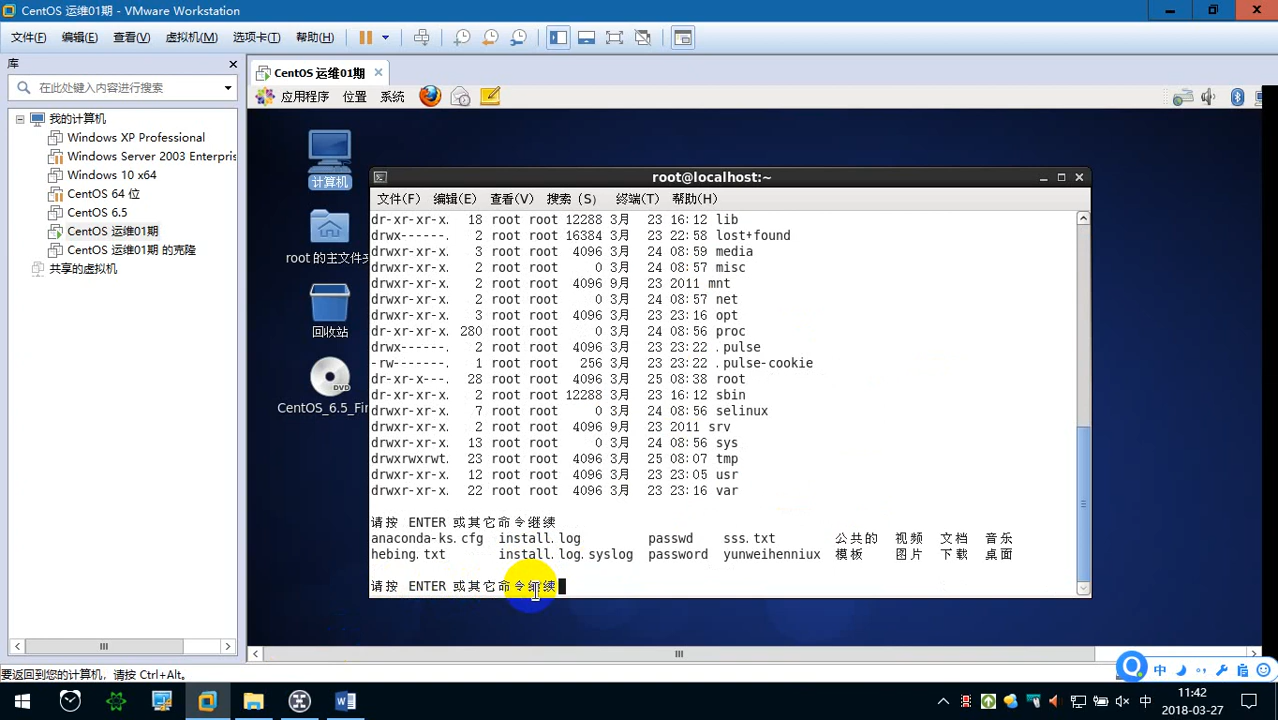 CentOS 运维01期 - VMware Workstation
文件(F) 编辑(E) 查看(V) 虚拟机(M) 选项卡(T) 帮助(H)
库
在此处键入内容进行搜索
我的计算机
Windows XP Professional
Windows Server 2003 Enterpris
Windows 10 x64
CentOS 64 位
CentOS 6.5
CentOS 运维01期
CentOS 运维01期 的克隆
共享的虚拟机
CentOS 运维01期
应用程序 位置 系统
计算机
root 的主文件夹
回收站
DVD
CentOS_6.5_Fin
root@localhost:~
文件(F) 编辑(E) 查看(V) 搜索 (S) 终端(T) 帮助(H)
dr-xr-xr-x. 18 root root 12288 3月 23 16:12 lib
drwx------. 2 root root 16384 3月 23 22:58 lost+found
drwxr-xr-x. 3 root root 4096 3月 24 08:59 media
drwxr-xr-x. 2 root root 0 3月 24 08:57 misc
drwxr-xr-x. 2 root root 4096 9月 23 2011 mnt
drwxr-xr-x. 2 root root 0 3月 24 08:57 net
drwxr-xr-x. 3 root root 4096 3月 23 23:16 opt
dr-xr-xr-x. 280 root root 0 3月 24 08:56 proc
drwx------. 2 root root 4096 3月 23 23:22 .pulse
-rw-------. 1 root root 256 3月 23 23:22 .pulse-cookie
dr-xr-x---. 28 root root 4096 3月 25 08:38 root
dr-xr-xr-x. 2 root root 12288 3月 23 16:12 sbin
drwxr-xr-x. 7 root root 0 3月 24 08:56 selinux
drwxr-xr-x. 2 root root 4096 9月 23 2011 srv
drwxr-xr-x. 13 root root 0 3月 24 08:56 sys
drwxrwxrwt. 23 root root 4096 3月 25 08:07 tmp
drwxr-xr-x. 12 root root 4096 3月 23 23:05 usr
drwxr-xr-x. 22 root root 4096 3月 23 23:16 var
请按 ENTER 或其它命令继续
anaconda-ks.cfg install.log passwd sss.txt 公共的 视频 文档 音乐
hebing.txt install.log.syslog password yunweihenniux 模板 图片 下载 桌面
请按 ENTER 或其它命令继续
要返回到您的计算机，请按 Ctrl+Alt。
中
中
11:42
2018-03-27